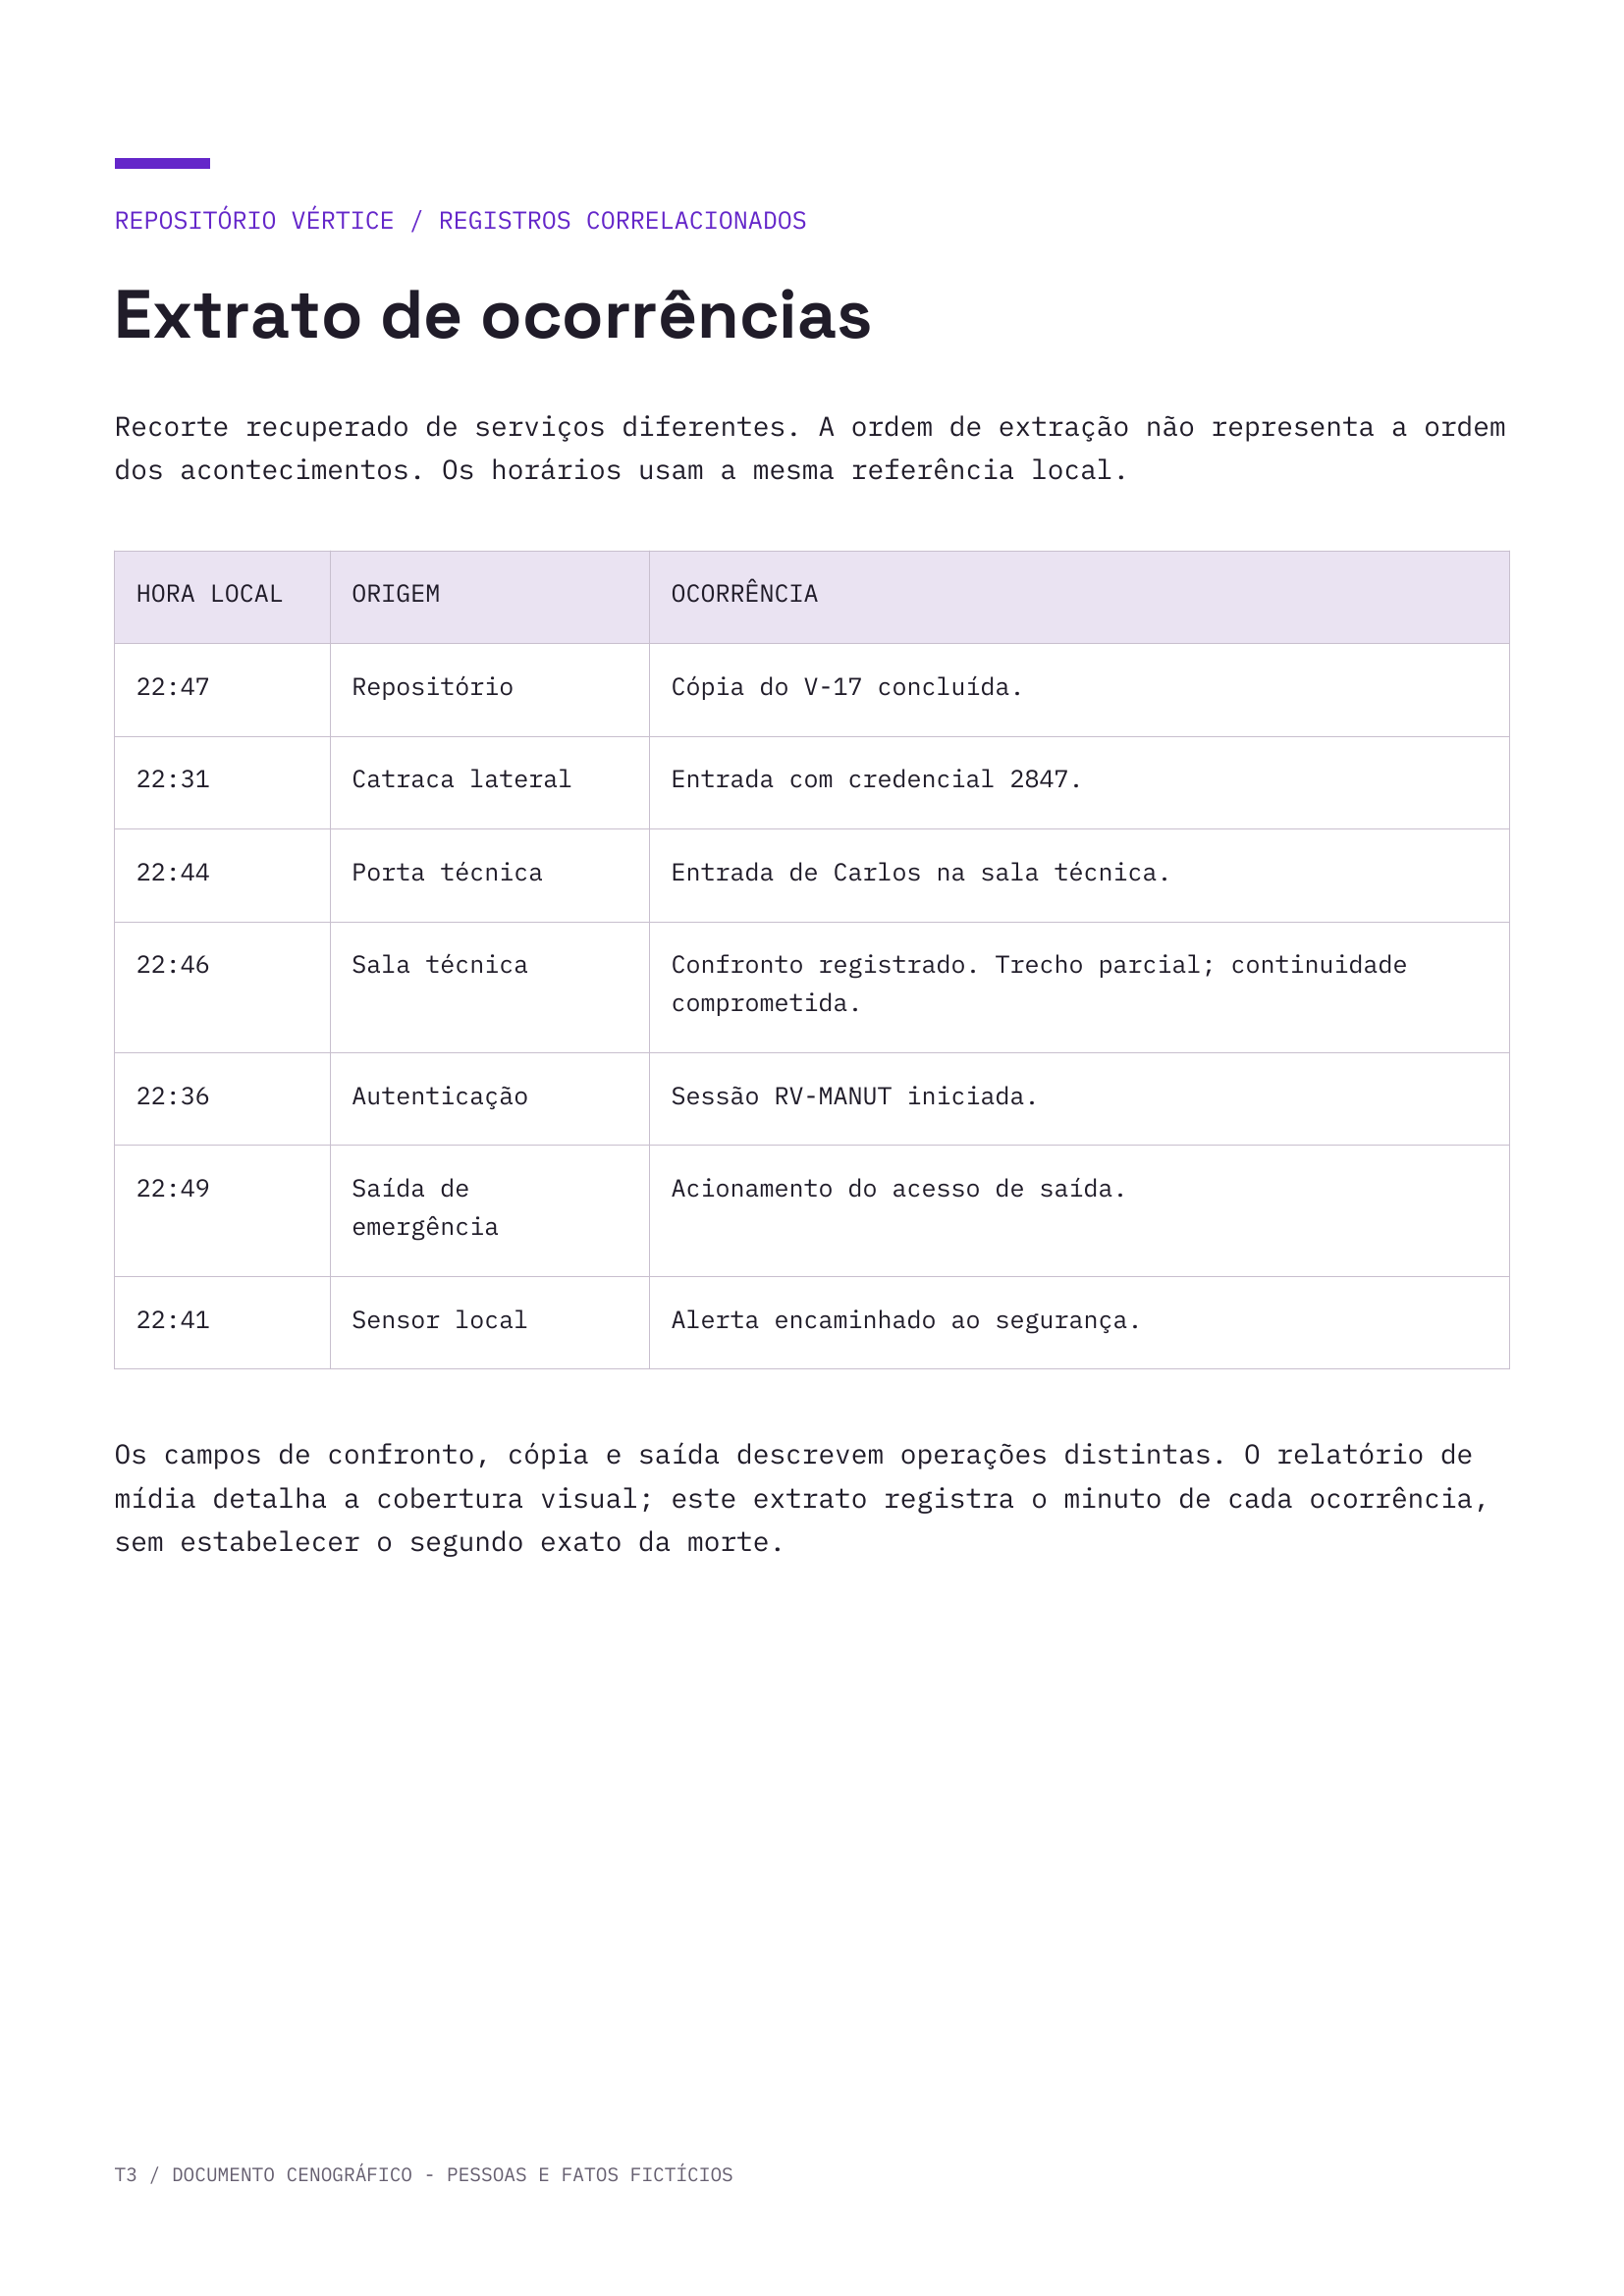 REPOSITÓRIO VÉRTICE / REGISTROS CORRELACIONADOS
Extrato de ocorrências
Recorte recuperado de serviços diferentes. A ordem de extração não representa a ordem
dos acontecimentos. Os horários usam a mesma referência local.
HORA LOCAL ORIGEM OCORRÊNCIA
22:47 Repositório Cópia do V-17 concluída.
22:31 Catraca lateral Entrada com credencial 2847.
22:44 Porta técnica Entrada de Carlos na sala técnica.
22:46 Sala técnica Confronto registrado. Trecho parcial; continuidade
comprometida.
22:36 Autenticação Sessão RV-MANUT iniciada.
22:49 Saída de Acionamento do acesso de saída.
emergência
22:41 Sensor local Alerta encaminhado ao segurança.
Os campos de confronto, cópia e saída descrevem operações distintas. O relatório de
mídia detalha a cobertura visual; este extrato registra o minuto de cada ocorrência,
sem estabelecer o segundo exato da morte.
T3 / DOCUMENTO CENOGRÁFICO - PESSOAS E FATOS FICTÍCIOS